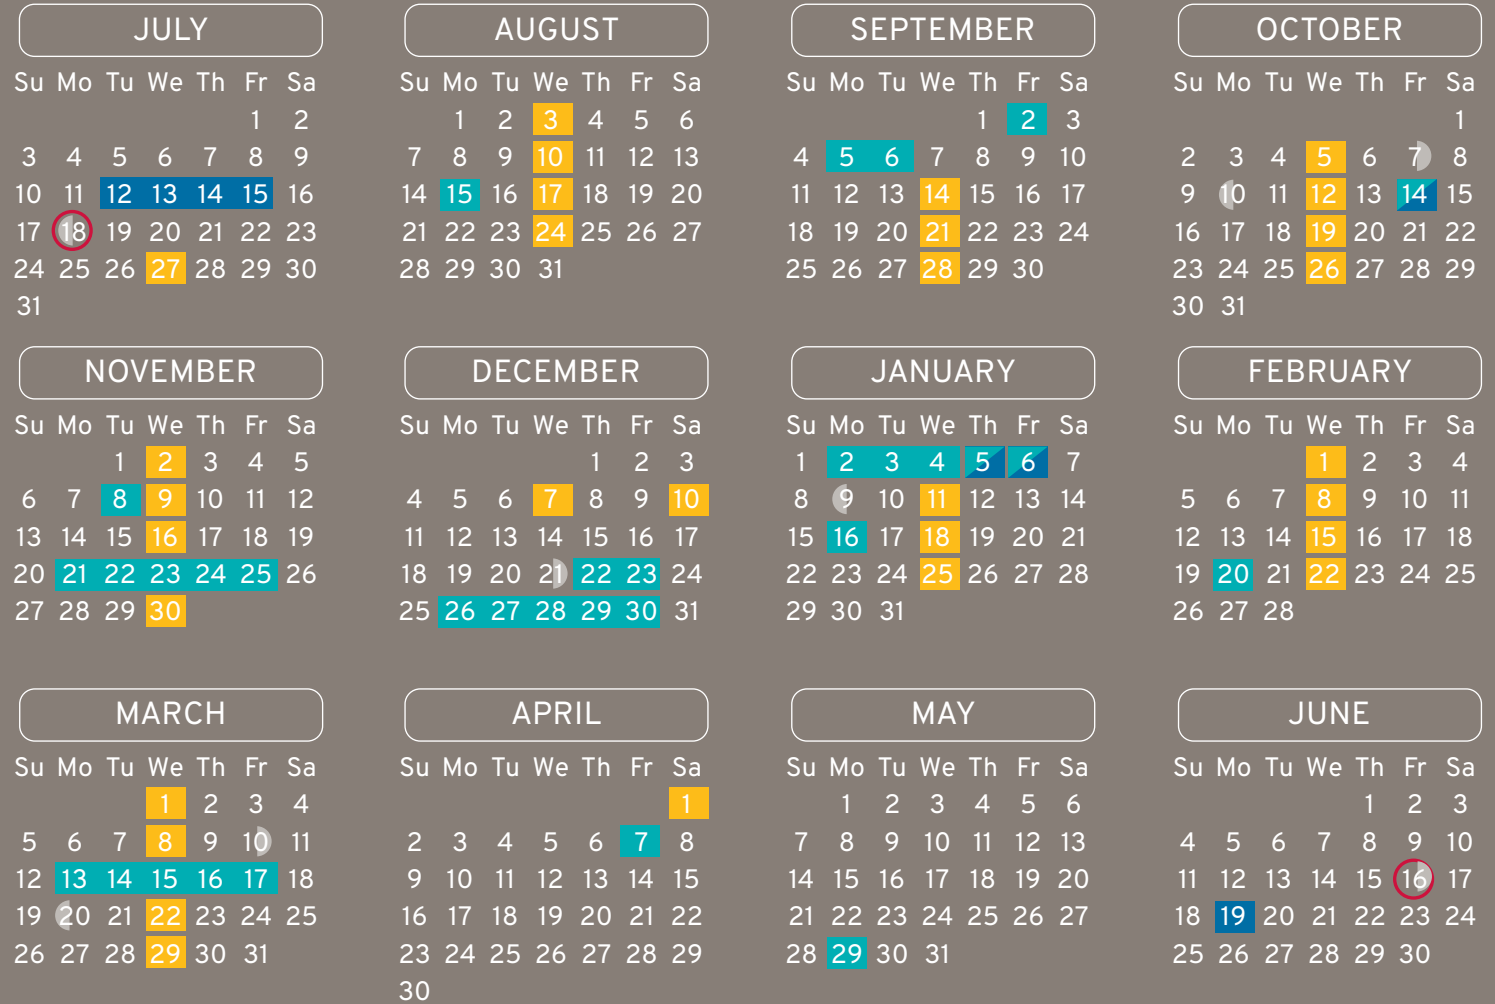 JULY
Su Mo Tu We Th Fr Sa
1 2
3 4 5 6 7 8 9
10 11 12 13 14 15 16
17 18 19 20 21 22 23
24 25 26 27 28 29 30
31
AUGUST
Su Mo Tu We Th Fr Sa
1 2 3 4 5 6
7 8 9 10 11 12 13
14 15 16 17 18 19 20
21 22 23 24 25 26 27
28 29 30 31
SEPTEMBER
Su Mo Tu We Th Fr Sa
1 2 3
4 5 6 7 8 9 10
11 12 13 14 15 16 17
18 19 20 21 22 23 24
25 26 27 28 29 30
OCTOBER
Su Mo Tu We Th Fr Sa
1
2 3 4 5 6 7 8
9 10 11 12 13 14 15
16 17 18 19 20 21 22
23 24 25 26 27 28 29
30 31
NOVEMBER
Su Mo Tu We Th Fr Sa
1 2 3 4 5
6 7 8 9 10 11 12
13 14 15 16 17 18 19
20 21 22 23 24 25 26
27 28 29 30
DECEMBER
Su Mo Tu We Th Fr Sa
1 2 3
4 5 6 7 8 9 10
11 12 13 14 15 16 17
18 19 20 21 22 23 24
25 26 27 28 29 30 31
JANUARY
Su Mo Tu We Th Fr Sa
1 2 3 4 5 6 7
8 9 10 11 12 13 14
15 16 17 18 19 20 21
22 23 24 25 26 27 28
29 30 31
FEBRUARY
Su Mo Tu We Th Fr Sa
1 2 3 4
5 6 7 8 9 10 11
12 13 14 15 16 17 18
19 20 21 22 23 24 25
26 27 28
MARCH
Su Mo Tu We Th Fr Sa
1 2 3 4
5 6 7 8 9 10 11
12 13 14 15 16 17 18
19 20 21 22 23 24 25
26 27 28 29 30 31
APRIL
Su Mo Tu We Th Fr Sa
1
2 3 4 5 6 7 8
9 10 11 12 13 14 15
16 17 18 19 20 21 22
23 24 25 26 27 28 29
30
MAY
Su Mo Tu We Th Fr Sa
1 2 3 4 5 6
7 8 9 10 11 12 13
14 15 16 17 18 19 20
21 22 23 24 25 26 27
28 29 30 31
JUNE
Su Mo Tu We Th Fr Sa
1 2 3
4 5 6 7 8 9 10
11 12 13 14 15 16 17
18 19 20 21 22 23 24
25 26 27 28 29 30